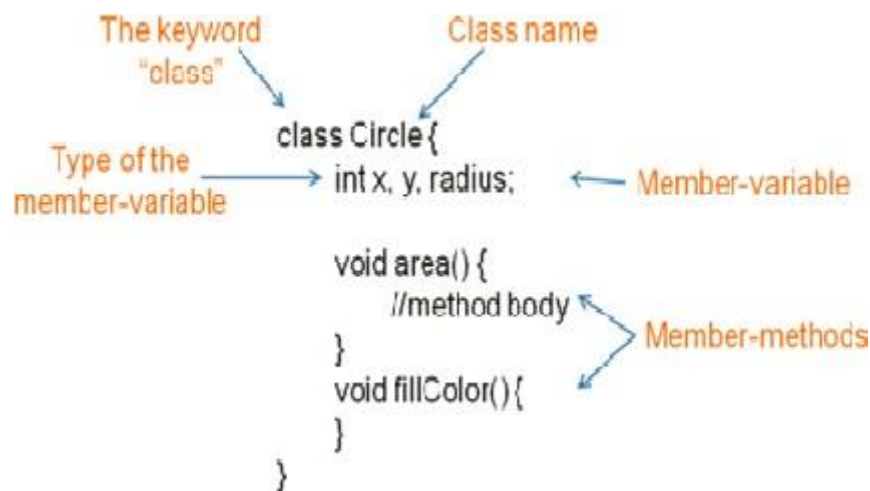 The keyword
"class"
Class name
class Circle {
Type of the
member-variable
int x, y, radius;
Member-variable
void area() {
//method body
}
Member-methods
void fillColor() {
}
}